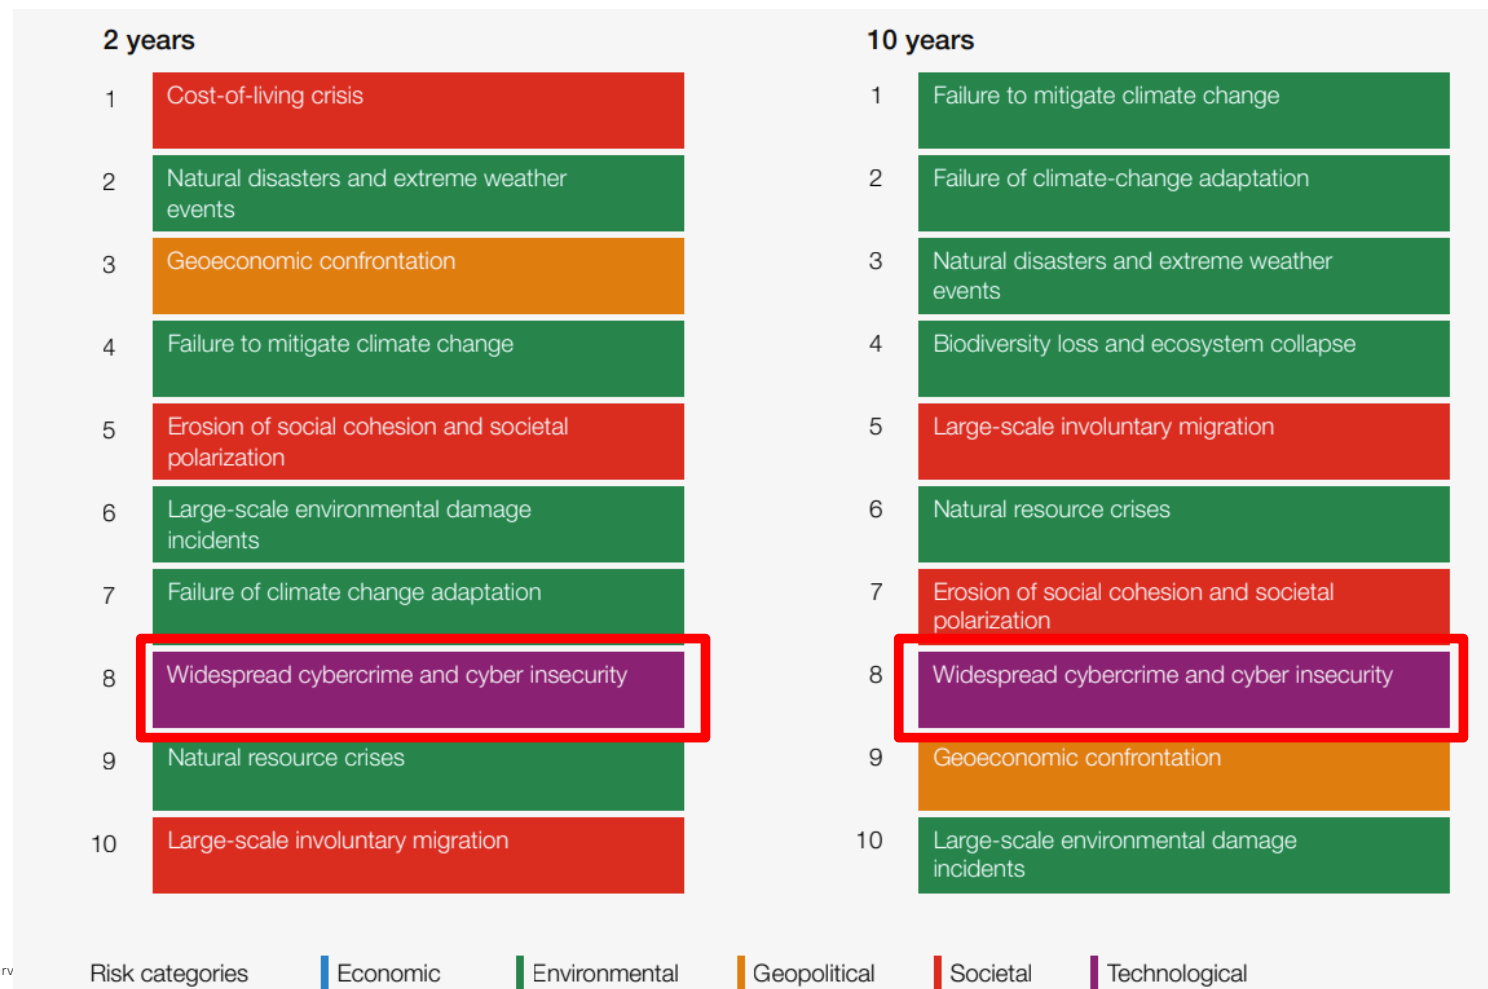 2 years
1
Cost-of-living crisis
2
Natural disasters and extreme weather
events
3
Geoeconomic confrontation
4
Failure to mitigate climate change
5
Erosion of social cohesion and societal
polarization
6
Large-scale environmental damage
incidents
7
Failure of climate change adaptation
8
Widespread cybercrime and cyber insecurity
9
Natural resource crises
10
Large-scale involuntary migration
10 years
1
Failure to mitigate climate change
2
Failure of climate-change adaptation
3
Natural disasters and extreme weather
events
4
Biodiversity loss and ecosystem collapse
5
Large-scale involuntary migration
6
Natural resource crises
7
Erosion of social cohesion and societal
polarization
8
Widespread cybercrime and cyber insecurity
9
Geoeconomic confrontation
10
Large-scale environmental damage
incidents
Risk categories Economic Environmental Geopolitical Societal Technological